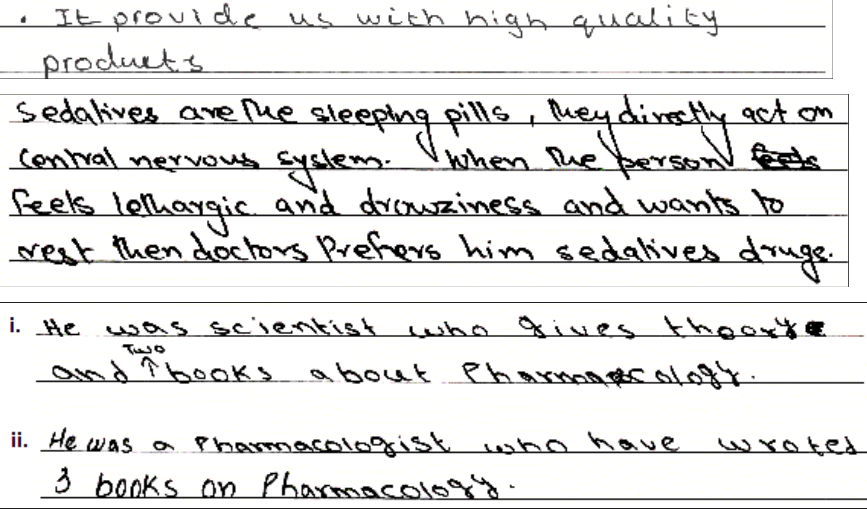 • It provide us with high quality
products
Sedatives are the sleeping pills, they directly act on
Central nervous system. When the person feels
feels lethargic and drowziness and wants to
rest then doctors Prefers him sedatives druge.
i. He was scientist who gives theory
and Two books about Pharmacology.
ii. He was a Pharmacologist who have wroted
3 books on Pharmacology.